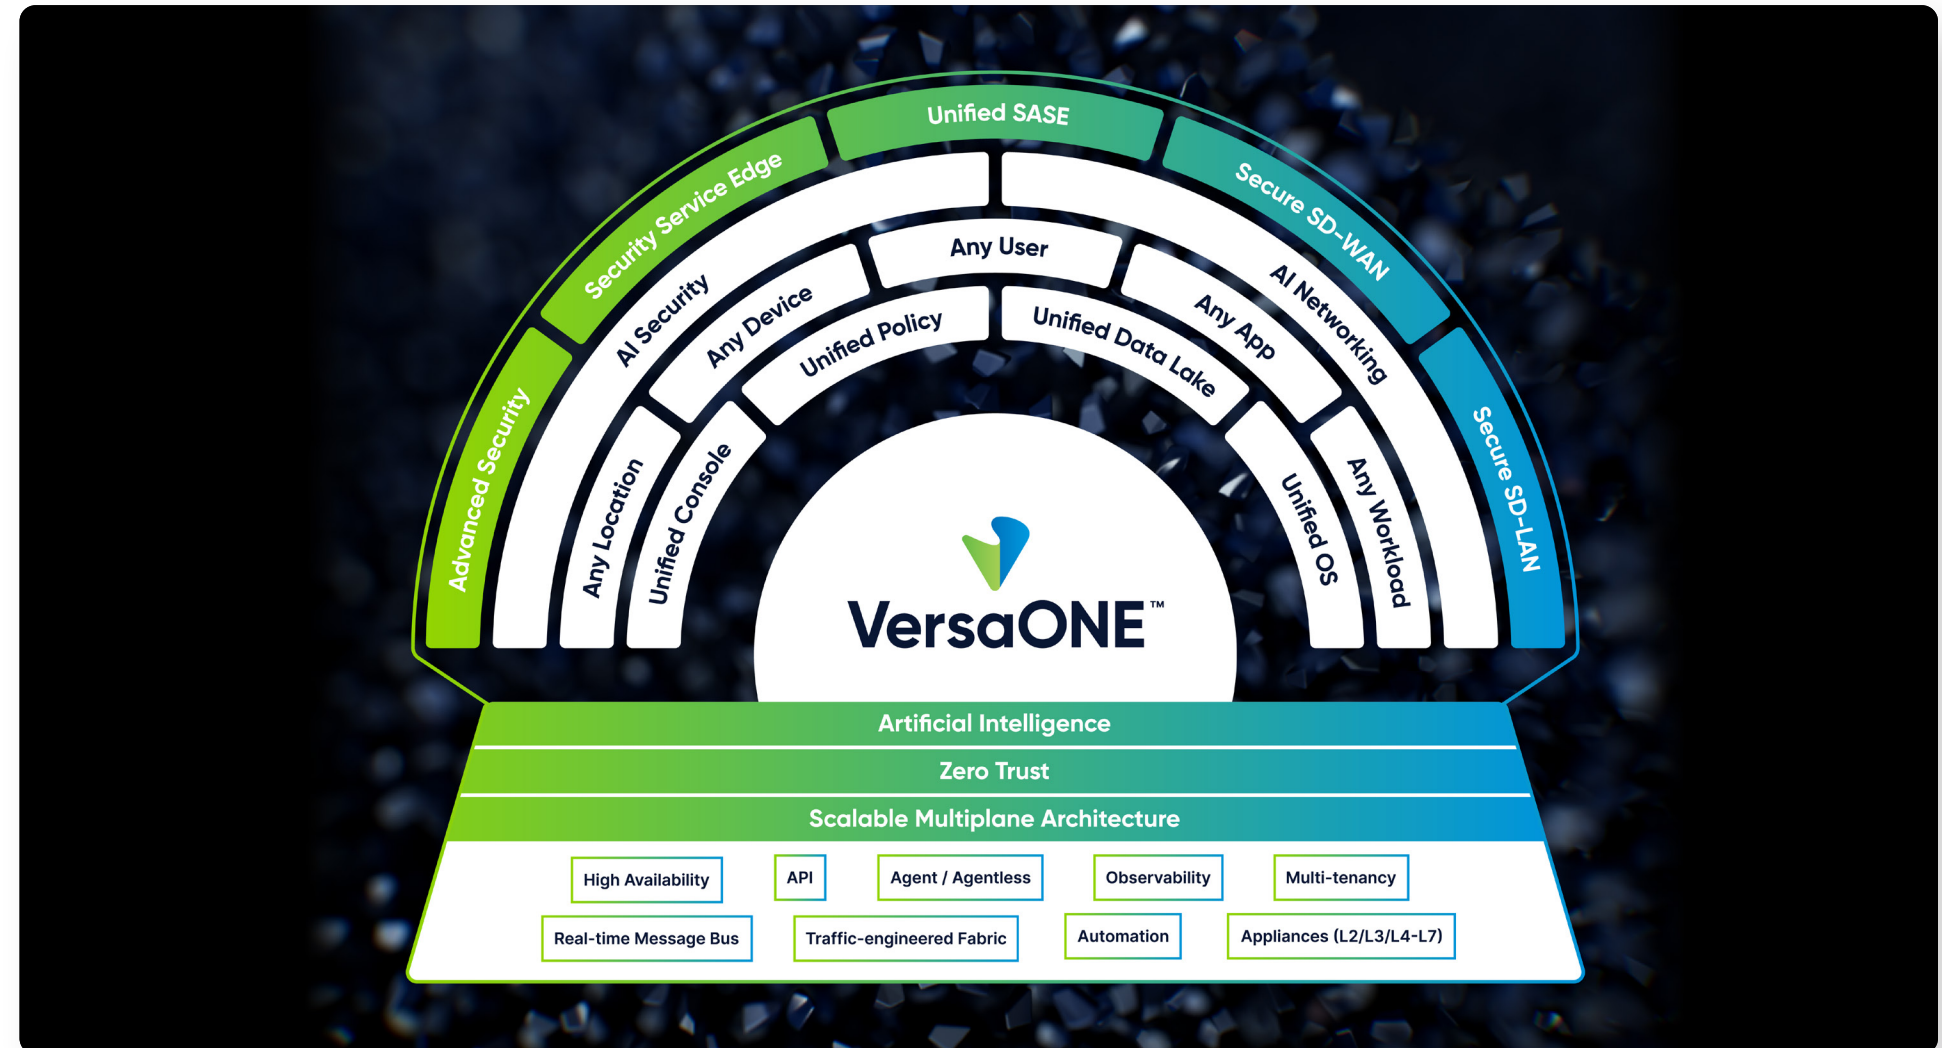 Unified SASE
Security Service Edge
Secure SD-WAN
Advanced Security
Secure SD-LAN
AI Security
AI Networking
Any User
Any Device
Any App
Any Location
Any Workload
Unified Policy
Unified Data Lake
Unified Console
Unified OS
VersaONE™
Artificial Intelligence
Zero Trust
Scalable Multiplane Architecture
High Availability
API
Agent / Agentless
Observability
Multi-tenancy
Real-time Message Bus
Traffic-engineered Fabric
Automation
Appliances (L2/L3/L4-L7)